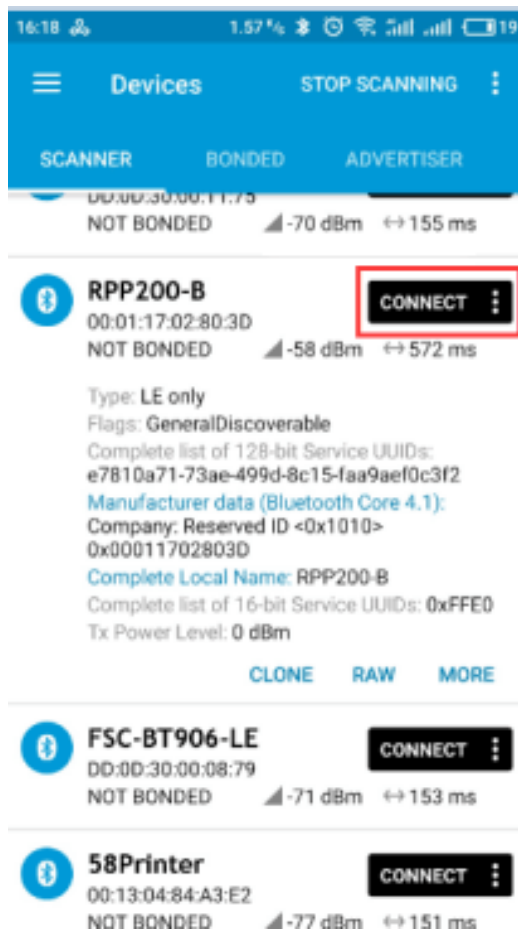 16:18 1.57 K/s 19
Devices STOP SCANNING
SCANNER BONDED ADVERTISER
DD:0D:30:00:11:75
NOT BONDED -70 dBm ↔ 155 ms
RPP200-B CONNECT
00:01:17:02:80:3D
NOT BONDED -58 dBm ↔ 572 ms
Type: LE only
Flags: GeneralDiscoverable
Complete list of 128-bit Service UUIDs:
e7810a71-73ae-499d-8c15-faa9aef0c3f2
Manufacturer data (Bluetooth Core 4.1):
Company: Reserved ID <0x1010>
0x00011702803D
Complete Local Name: RPP200-B
Complete list of 16-bit Service UUIDs: 0xFFE0
Tx Power Level: 0 dBm
CLONE RAW MORE
FSC-BT906-LE CONNECT
DD:0D:30:00:08:79
NOT BONDED -71 dBm ↔ 153 ms
58Printer CONNECT
00:13:04:84:A3:E2
NOT BONDED -77 dBm ↔ 151 ms